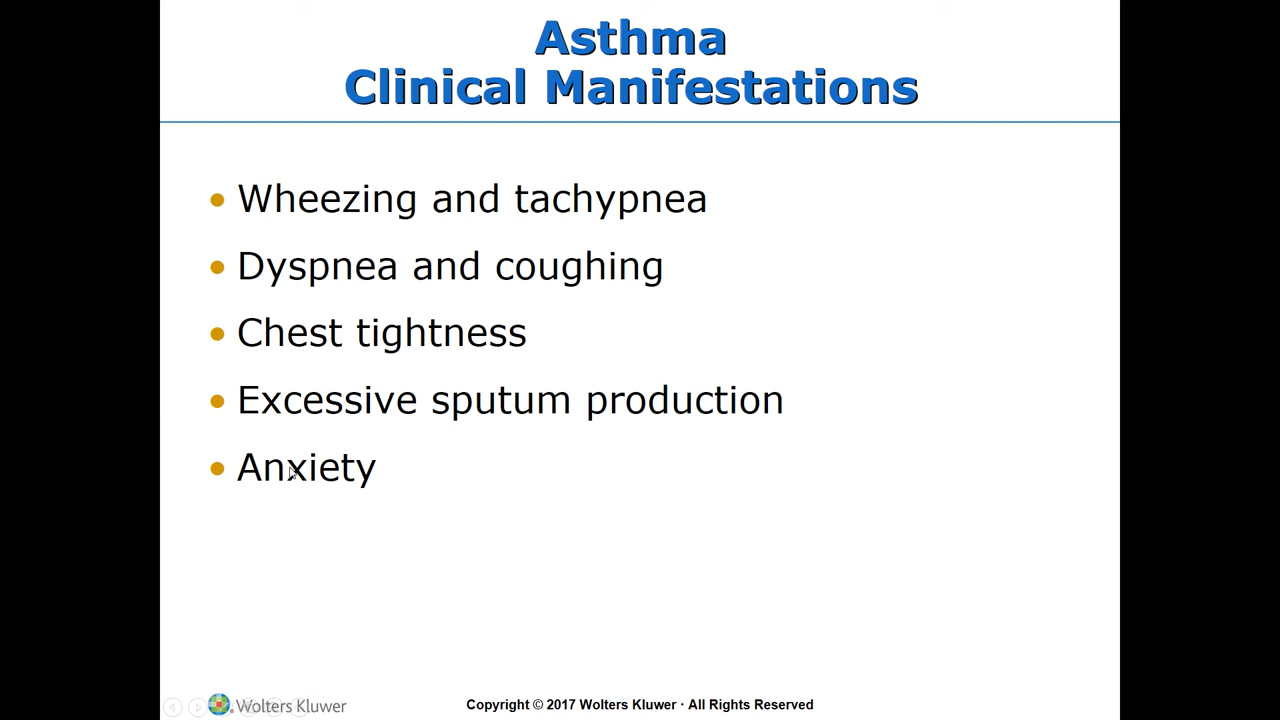 Asthma
Clinical Manifestations
• Wheezing and tachypnea
• Dyspnea and coughing
• Chest tightness
• Excessive sputum production
• Anxiety
Wolters Kluwer
Copyright © 2017 Wolters Kluwer · All Rights Reserved